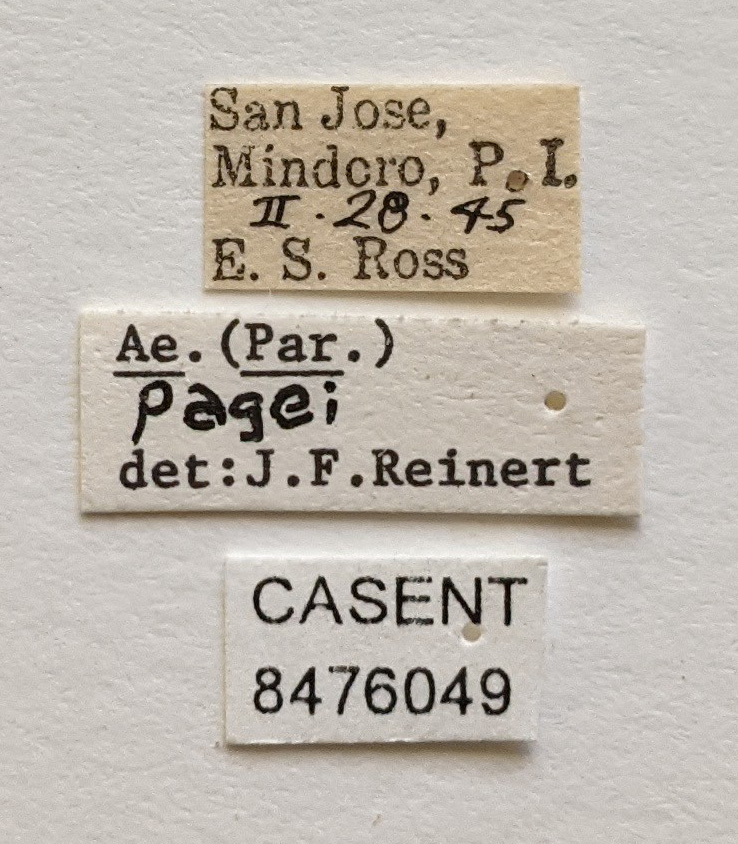 San Jose,
Mindoro, P. I.
II · 28 · 45
E. S. Ross
Ae. (Par.)
pagei
det:J.F.Reinert
CASENT
8476049